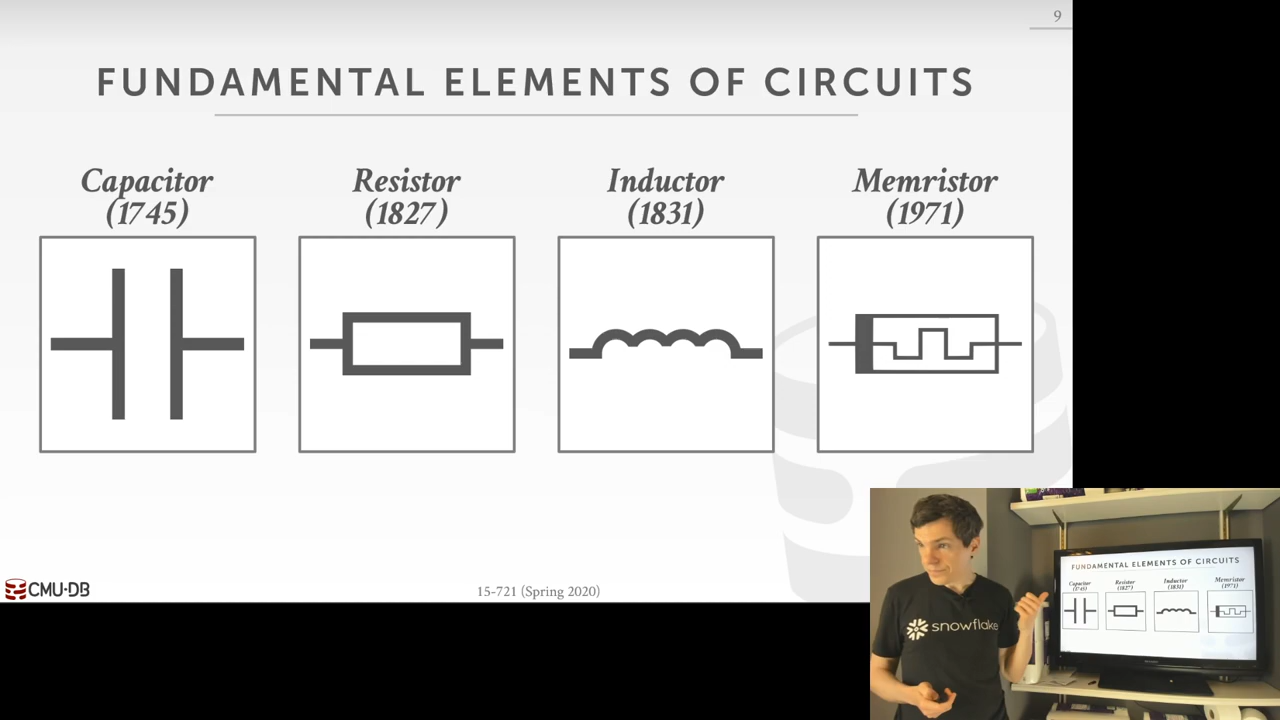 9
FUNDAMENTAL ELEMENTS OF CIRCUITS
Capacitor
(1745)
Resistor
(1827)
Inductor
(1831)
Memristor
(1971)
CMU·DB
15-721 (Spring 2020)
snowflake
FUNDAMENTAL ELEMENTS OF CIRCUITS
Capacitor
(1745)
Resistor
(1827)
Inductor
(1831)
Memristor
(1971)